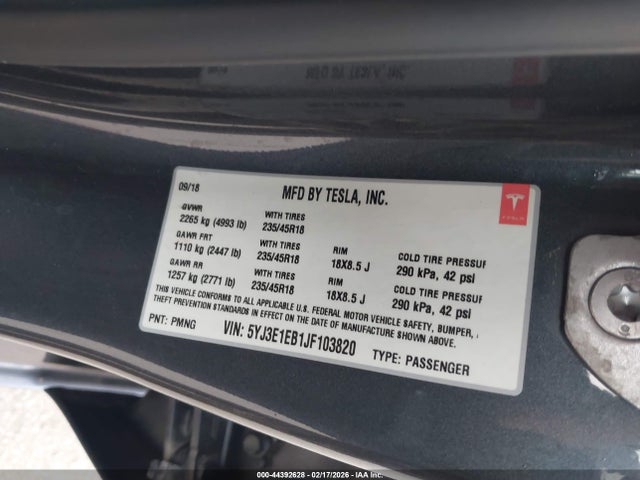 09/18
MFD BY TESLA, INC.
TESLA
GVWR
2265 kg (4993 lb)
WITH TIRES
235/45R18
GAWR FRT
1110 kg (2447 lb)
WITH TIRES
235/45R18
RIM
18X8.5 J
COLD TIRE PRESSUF
290 kPa, 42 psi
GAWR RR
1257 kg (2771 lb)
WITH TIRES
235/45R18
RIM
18X8.5 J
COLD TIRE PRESSUF
290 kPa, 42 psi
THIS VEHICLE CONFORMS TO ALL APPLICABLE U.S. FEDERAL MOTOR VEHICLE SAFETY, BUMPER,
THEFT PREVENTION STANDARDS IN EFFECT ON THE DATE OF MANUFACTURE SHOWN ABOVE.
PNT: PMNG
VIN: 5YJ3E1EB1JF103820
TYPE: PASSENGER
000-44392628 - 02/17/2026 - IAA Inc.